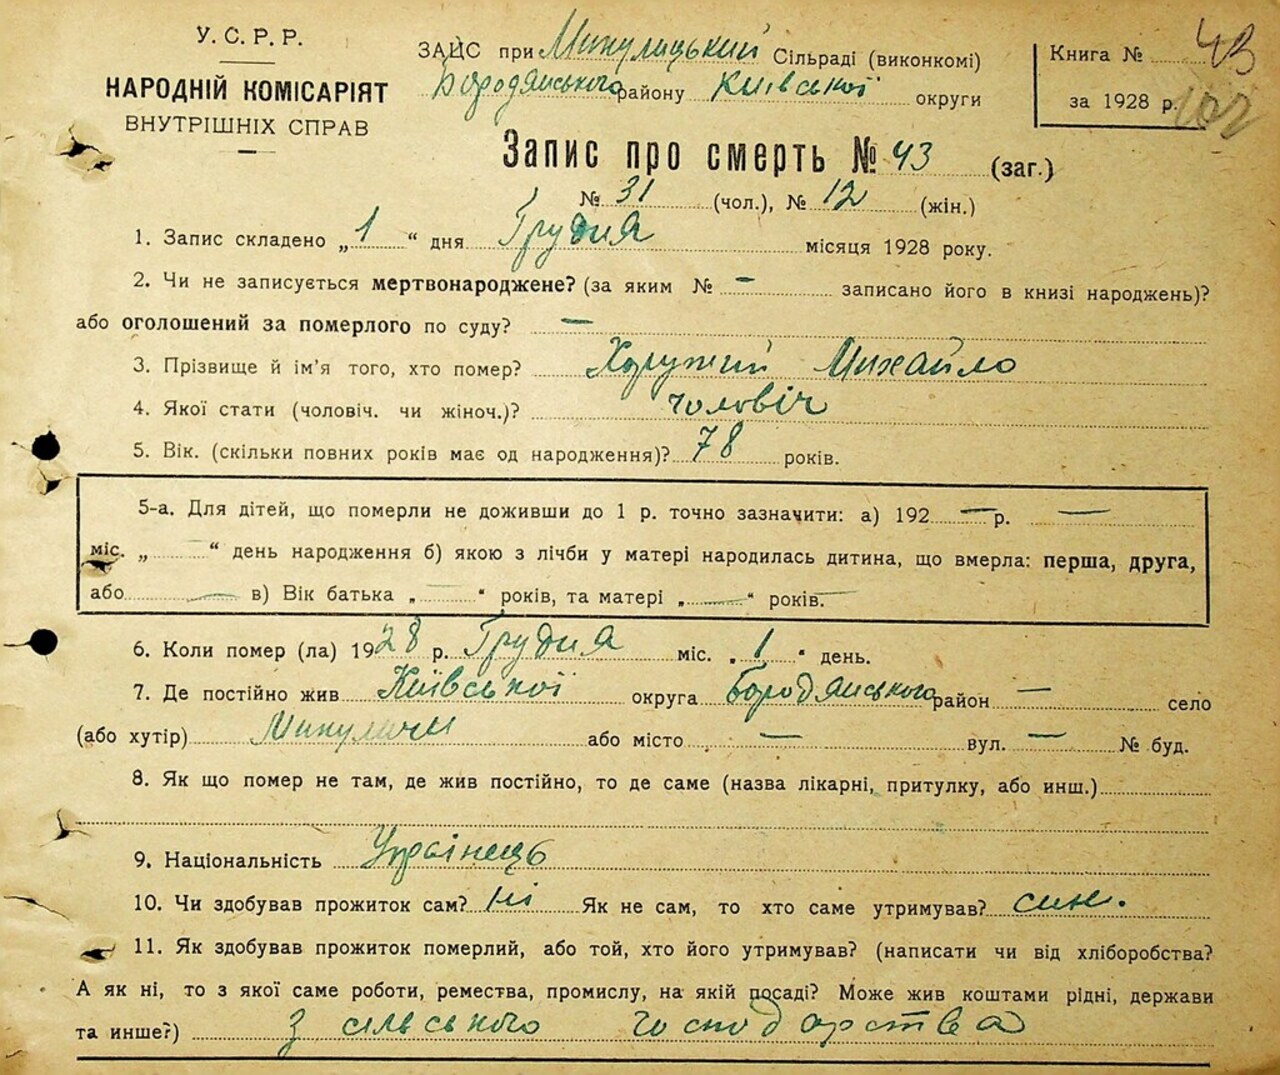 У. С. Р. Р.
НАРОДНІЙ КОМІСАРІЯТ
ВНУТРІШНІХ СПРАВ
ЗАЦС при Микулицький Сільраді (виконкомі)
Бородянського району Київської округи
Книга № 43
за 1928 р. 102
Запис про смерть № 43 (заг.)
№ 31 (чол.), № 12 (жін.)
1. Запис складено „1“ дня Грудня місяця 1928 року.
2. Чи не записується мертвонароджене? (за яким № – записано його в книзі народжень)?
або оголошений за померлого по суду? –
3. Прізвище й ім'я того, хто помер? Хоружий Михайло
4. Якої стати (чоловіч. чи жіноч.)? чоловіч
5. Вік. (скільки повних років має од народження)? 78 років.
5-а. Для дітей, що померли не доживши до 1 р. точно зазначити: а) 192 – р. –
міс. „ – “ день народження б) якою з лічби у матері народилась дитина, що вмерла: перша, друга,
або – в) Вік батька „ – “ років, та матері „ – “ років.
6. Коли помер (ла) 1928 р. Грудня міс. „1“ день.
7. Де постійно жив Київської округа Бородянського район – село
(або хутір) Микуличи або місто – вул. – № буд.
8. Як що помер не там, де жив постійно, то де саме (назва лікарні, притулку, або инш.)
9. Національність Українець
10. Чи здобував прожиток сам? Ні Як не сам, то хто саме утримував? син.
11. Як здобував прожиток померлий, або той, хто його утримував? (написати чи від хліборобства?
А як ні, то з якої саме роботи, ремества, промислу, на якій посаді? Може жив коштами рідні, держави
та инше?) З сільського господарства